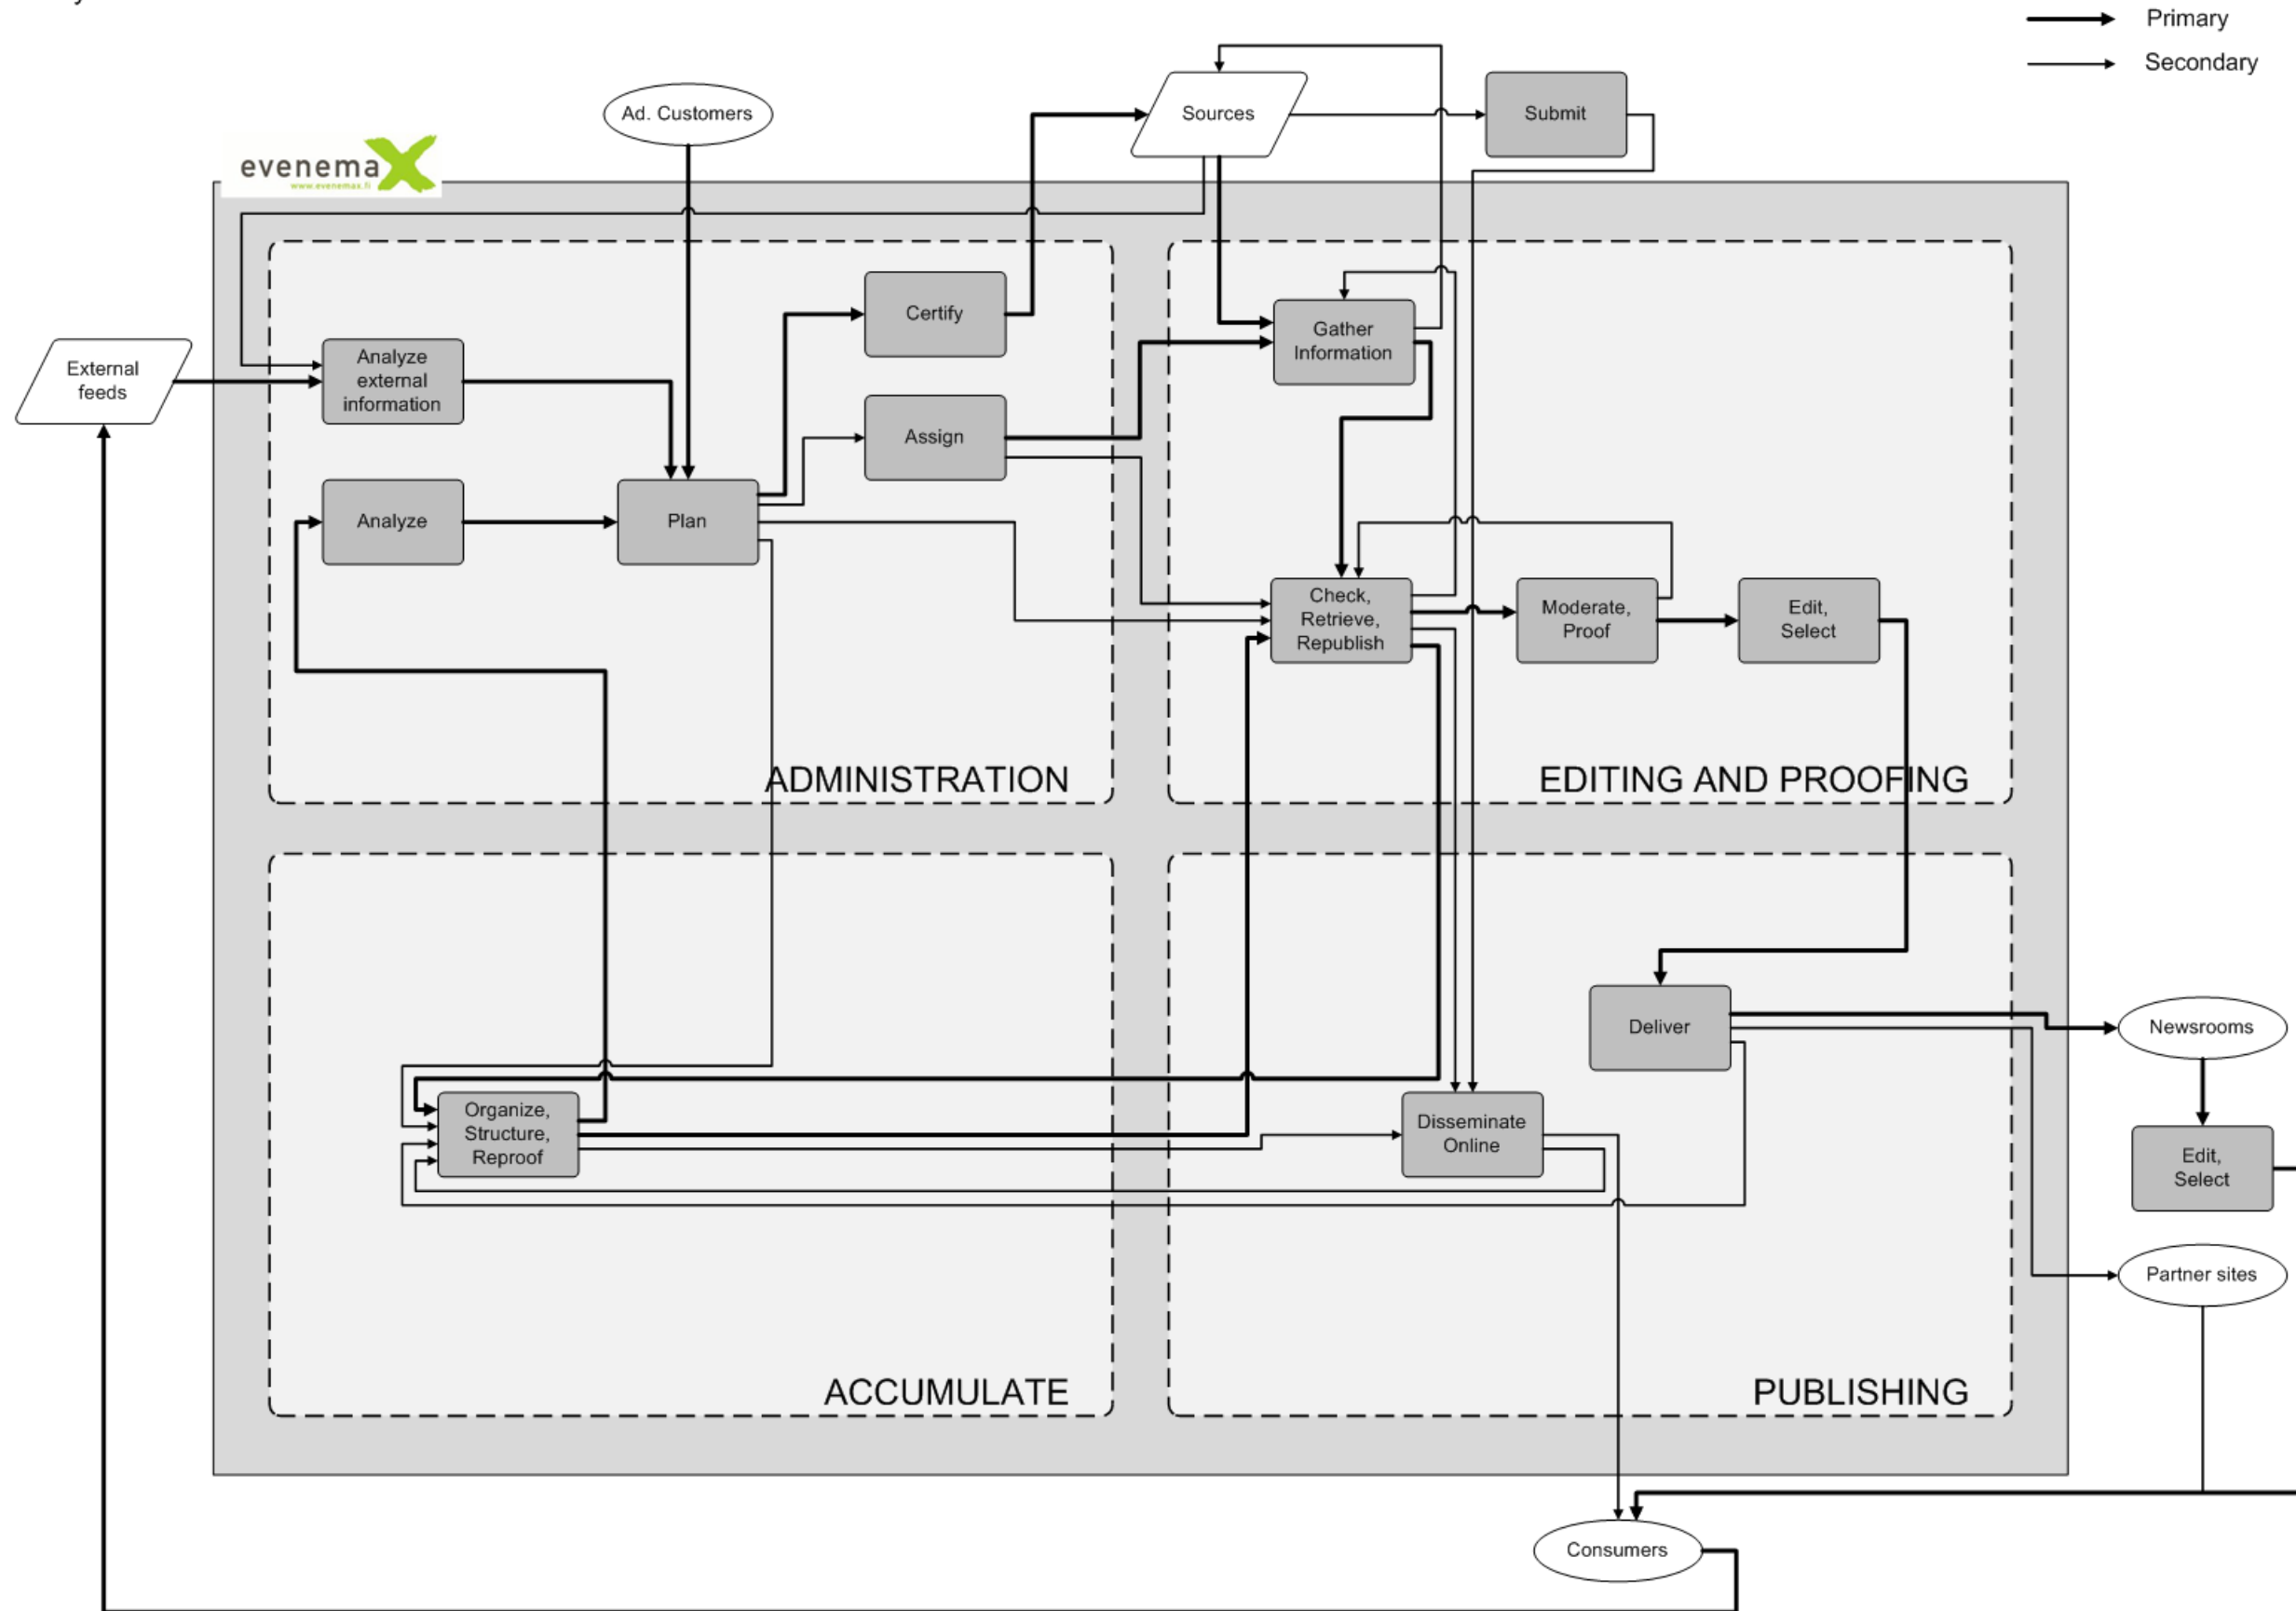 Primary
Secondary
Ad. Customers
Sources
Submit
evenemaX
www.evenemax.fi
Certify
External
feeds
Analyze
external
information
Gather
Information
Assign
Analyze
Plan
Check,
Retrieve,
Republish
Moderate,
Proof
Edit,
Select
ADMINISTRATION
EDITING AND PROOFING
Deliver
Newsrooms
Organize,
Structure,
Reproof
Disseminate
Online
Edit,
Select
Partner sites
ACCUMULATE
PUBLISHING
Consumers